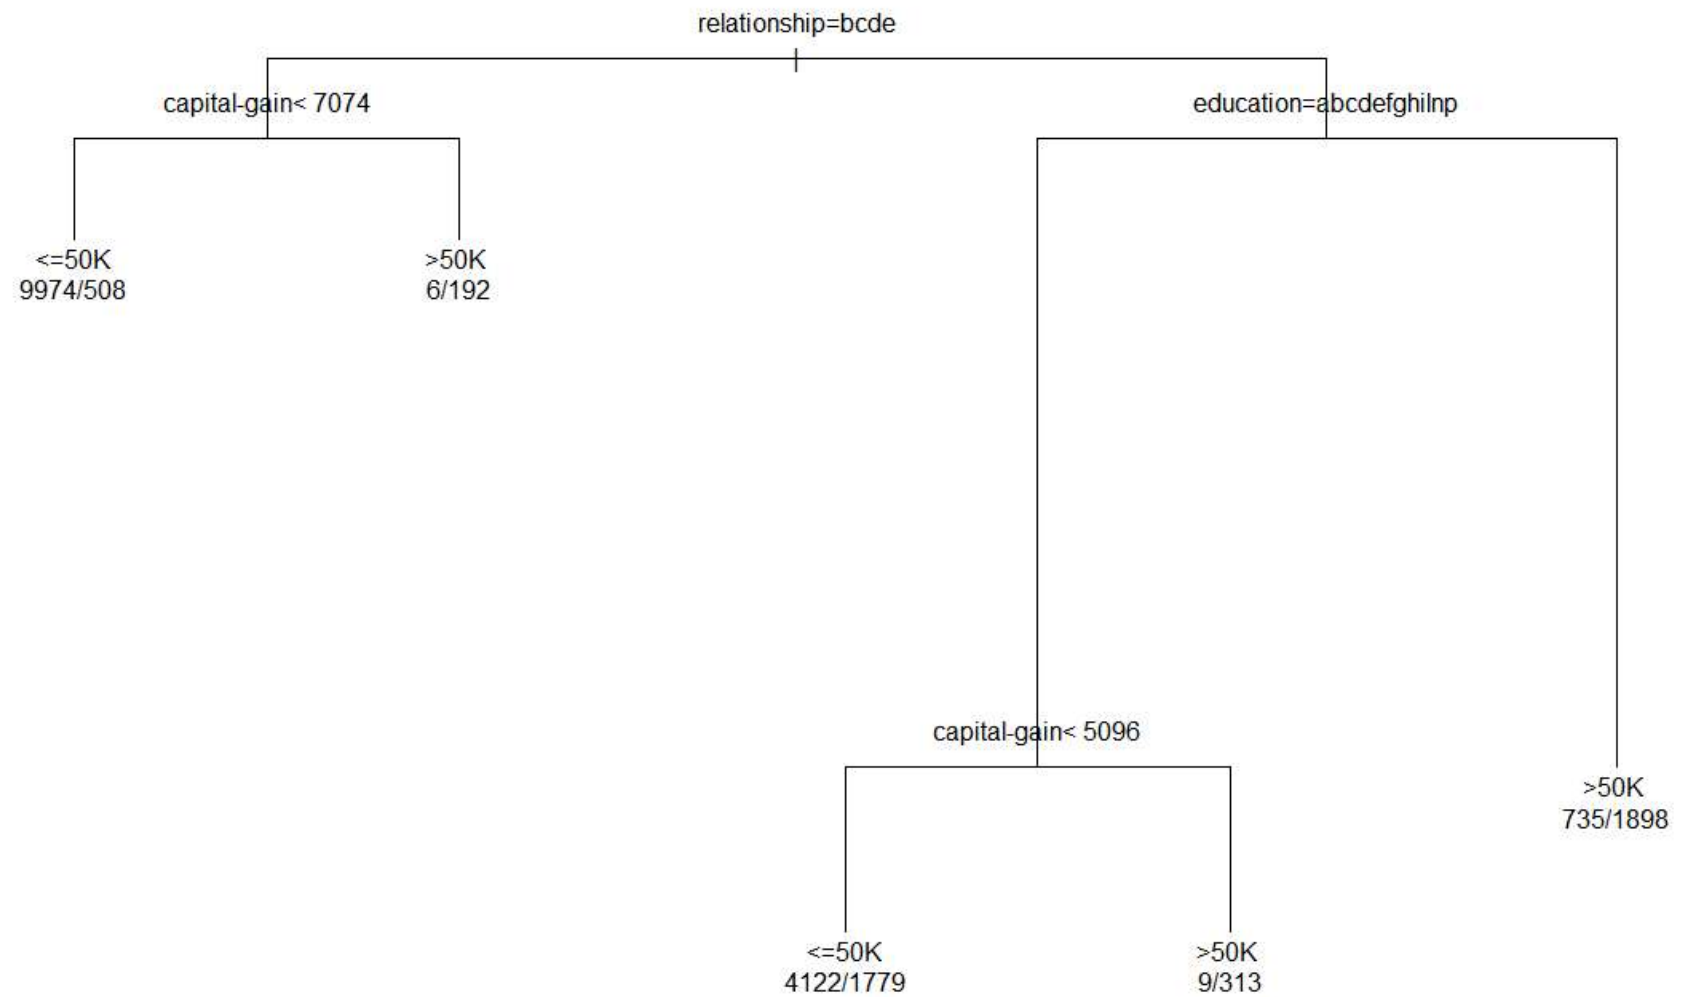 relationship=bcde
capital-gain< 7074
education=abcdefghilnp
<=50K
9974/508
>50K
6/192
capital-gain< 5096
>50K
735/1898
<=50K
4122/1779
>50K
9/313